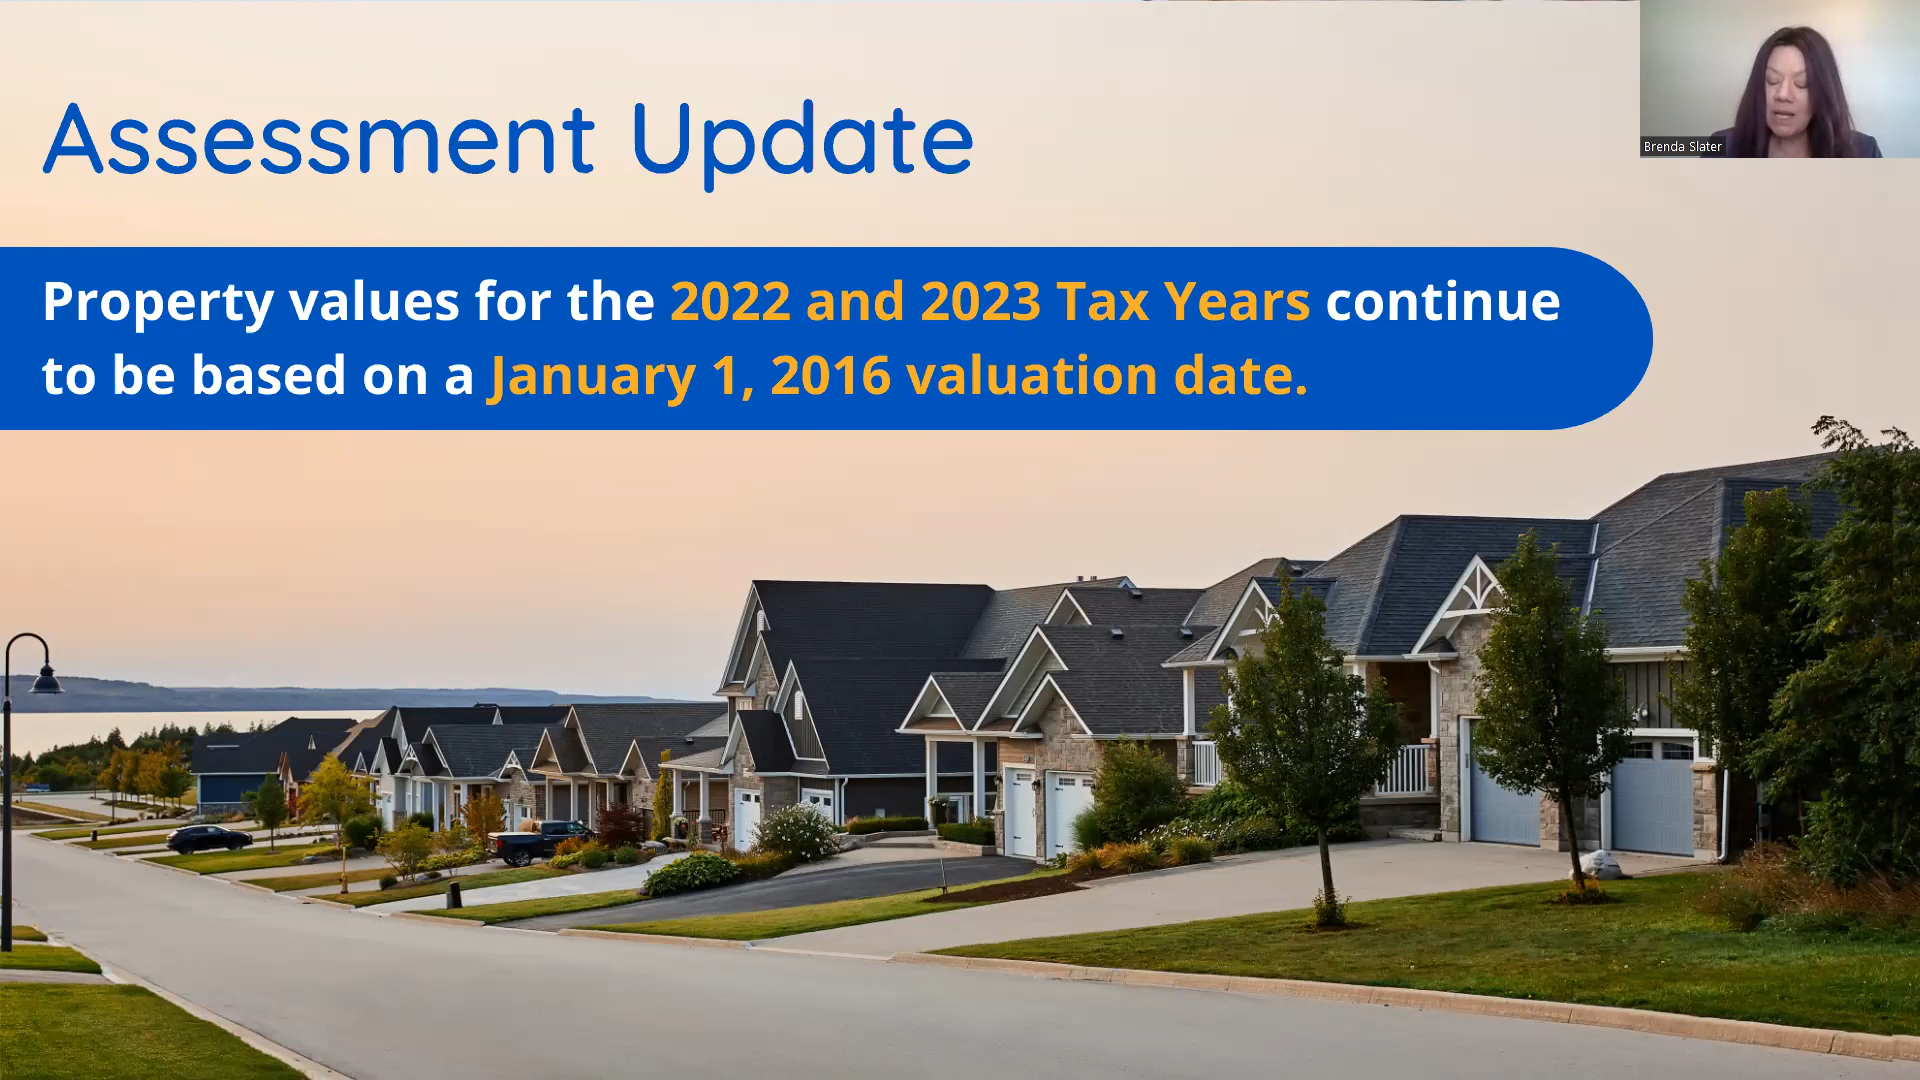 Assessment Update
Brenda Slater
Property values for the 2022 and 2023 Tax Years continue
to be based on a January 1, 2016 valuation date.